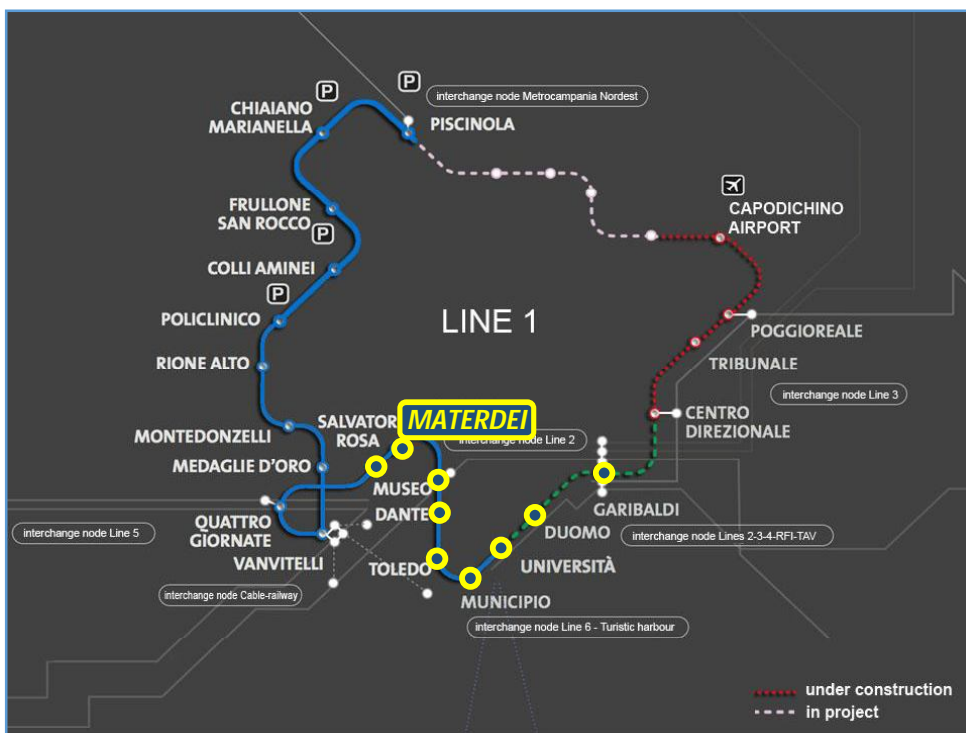 P
P
interchange node Metrocampania Nordest
CHIAIANO
MARIANELLA
PISCINOLA
CAPODICHINO
AIRPORT
FRULLONE
SAN ROCCO
P
COLLI AMINEI
P
POLICLINICO
LINE 1
POGGIOREALE
RIONE ALTO
TRIBUNALE
interchange node Line 3
SALVATOR
ROSA
MATERDEI
CENTRO
DIREZIONALE
MONTEDONZELLI
interchange node Line 2
MEDAGLIE D'ORO
MUSEO
GARIBALDI
DANTE
QUATTRO
GIORNATE
interchange node Line 5
DUOMO
interchange node Lines 2-3-4-RFI-TAV
VANVITELLI
TOLEDO
UNIVERSITÀ
interchange node Cable-railway
MUNICIPIO
interchange node Line 6 - Turistic harbour
under construction
in project